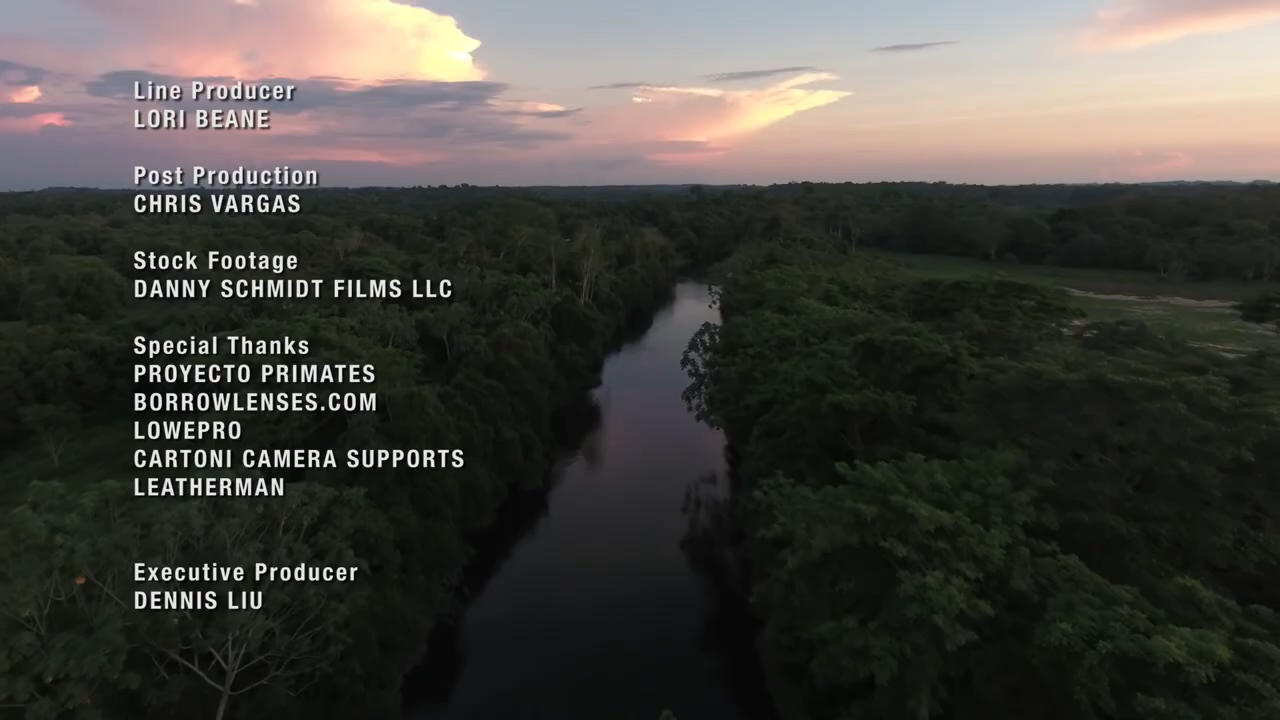 Line Producer
LORI BEANE
Post Production
CHRIS VARGAS
Stock Footage
DANNY SCHMIDT FILMS LLC
Special Thanks
PROYECTO PRIMATES
BORROWLENSES.COM
LOWEPRO
CARTONI CAMERA SUPPORTS
LEATHERMAN
Executive Producer
DENNIS LIU